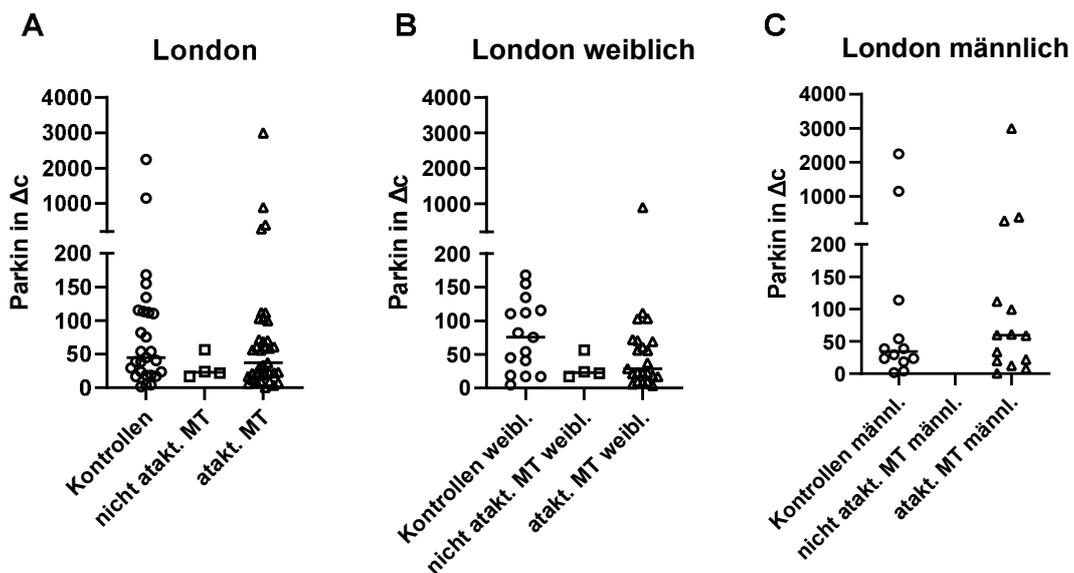 A
London
Parkin in Δc
4000
3000
2000
1000
200
150
100
50
0
Kontrollen
nicht atakt. MT
atakt. MT
B
London weiblich
Parkin in Δc
4000
3000
2000
1000
200
150
100
50
0
Kontrollen weibl.
nicht atakt. MT weibl.
atakt. MT weibl.
C
London männlich
Parkin in Δc
4000
3000
2000
1000
200
150
100
50
0
Kontrollen männl.
nicht atakt. MT männl.
atakt. MT männl.